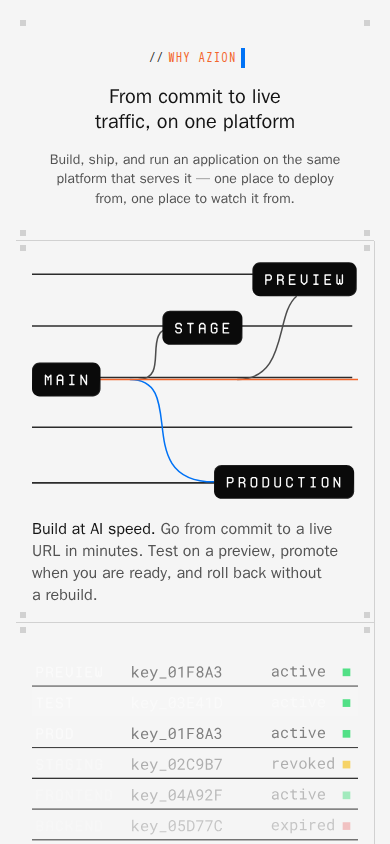 // WHY AZION
From commit to live
traffic, on one platform
Build, ship, and run an application on the same
platform that serves it — one place to deploy
from, one place to watch it from.
PREVIEW
STAGE
MAIN
PRODUCTION
Build at AI speed. Go from commit to a live
URL in minutes. Test on a preview, promote
when you are ready, and roll back without
a rebuild.
PREVIEW key_01F8A3 active
TEST active
PROD key_01F8A3 active
key_02C9B7 revoked
key_04A92F active
key_05D77C expired